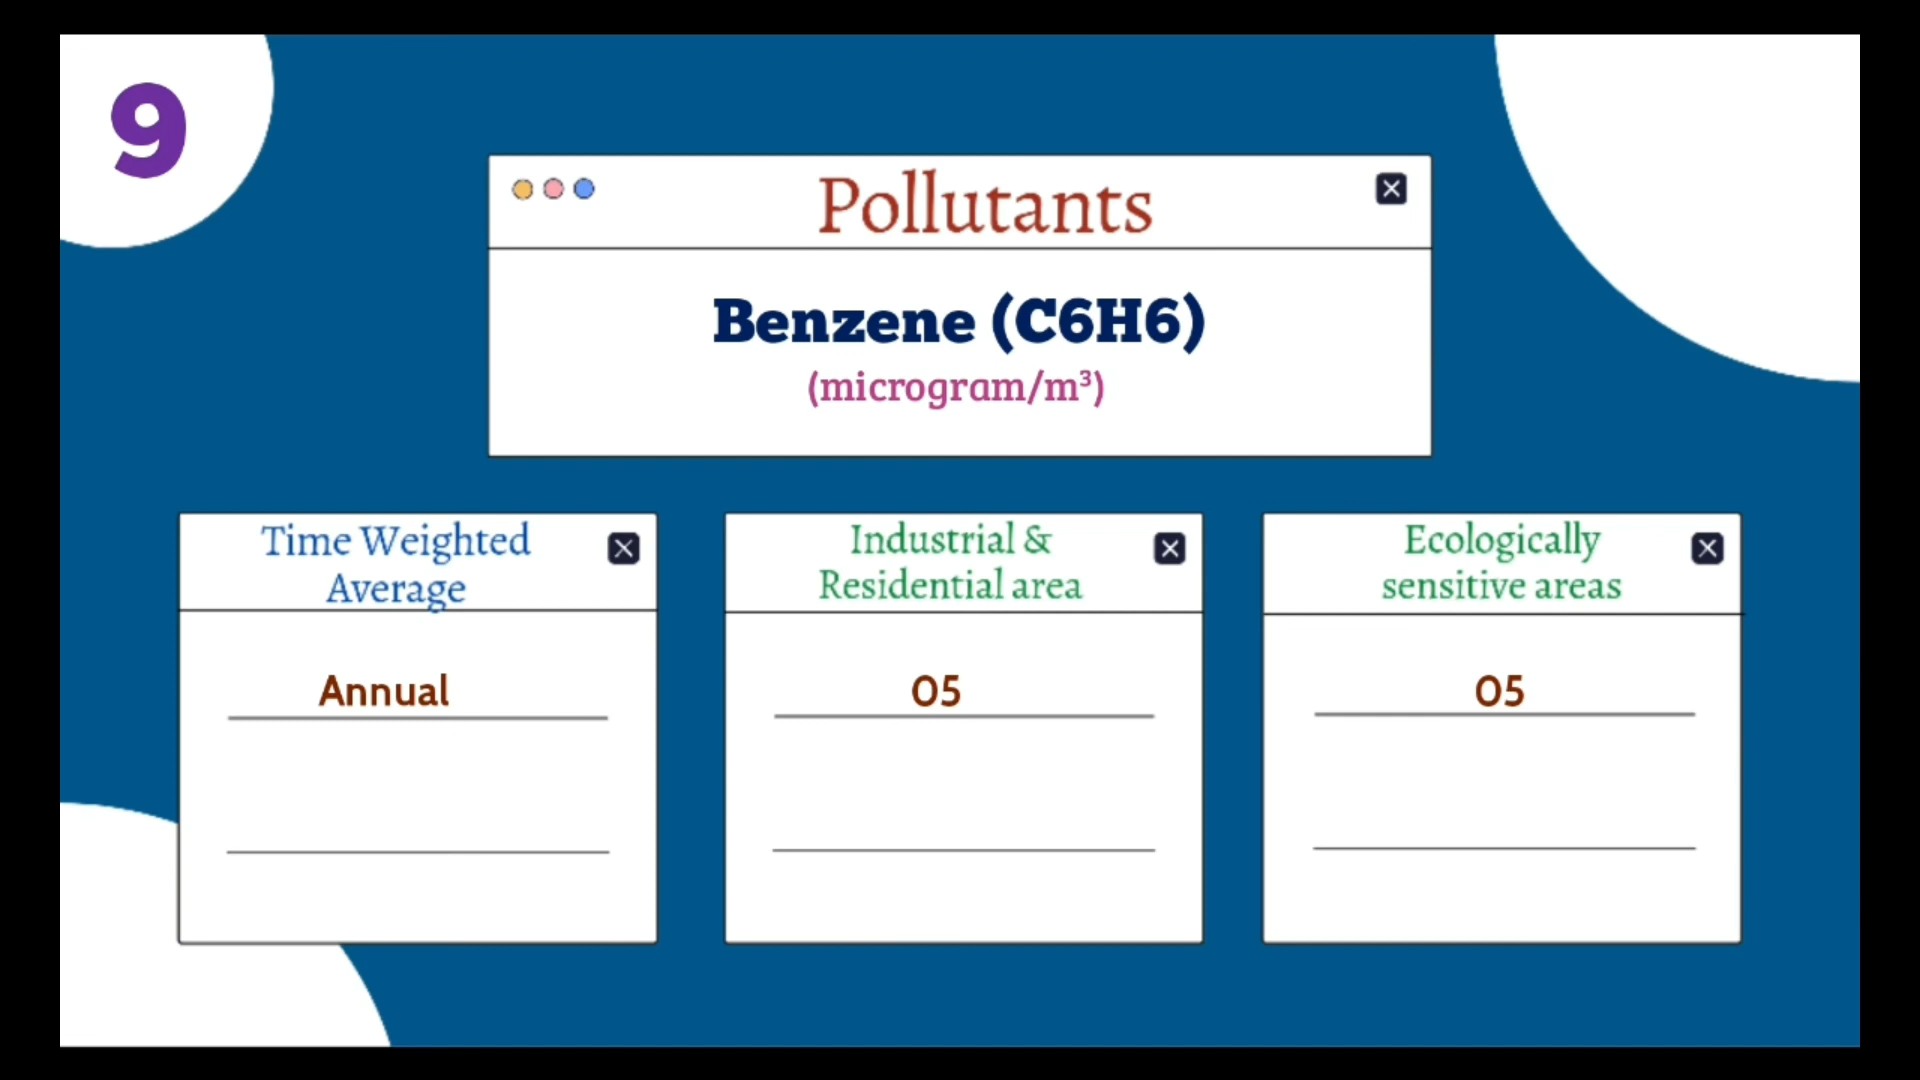 9
Pollutants
Benzene (C6H6)
(microgram/m³)
Time Weighted
Average
Annual
Industrial &
Residential area
05
Ecologically
sensitive areas
05